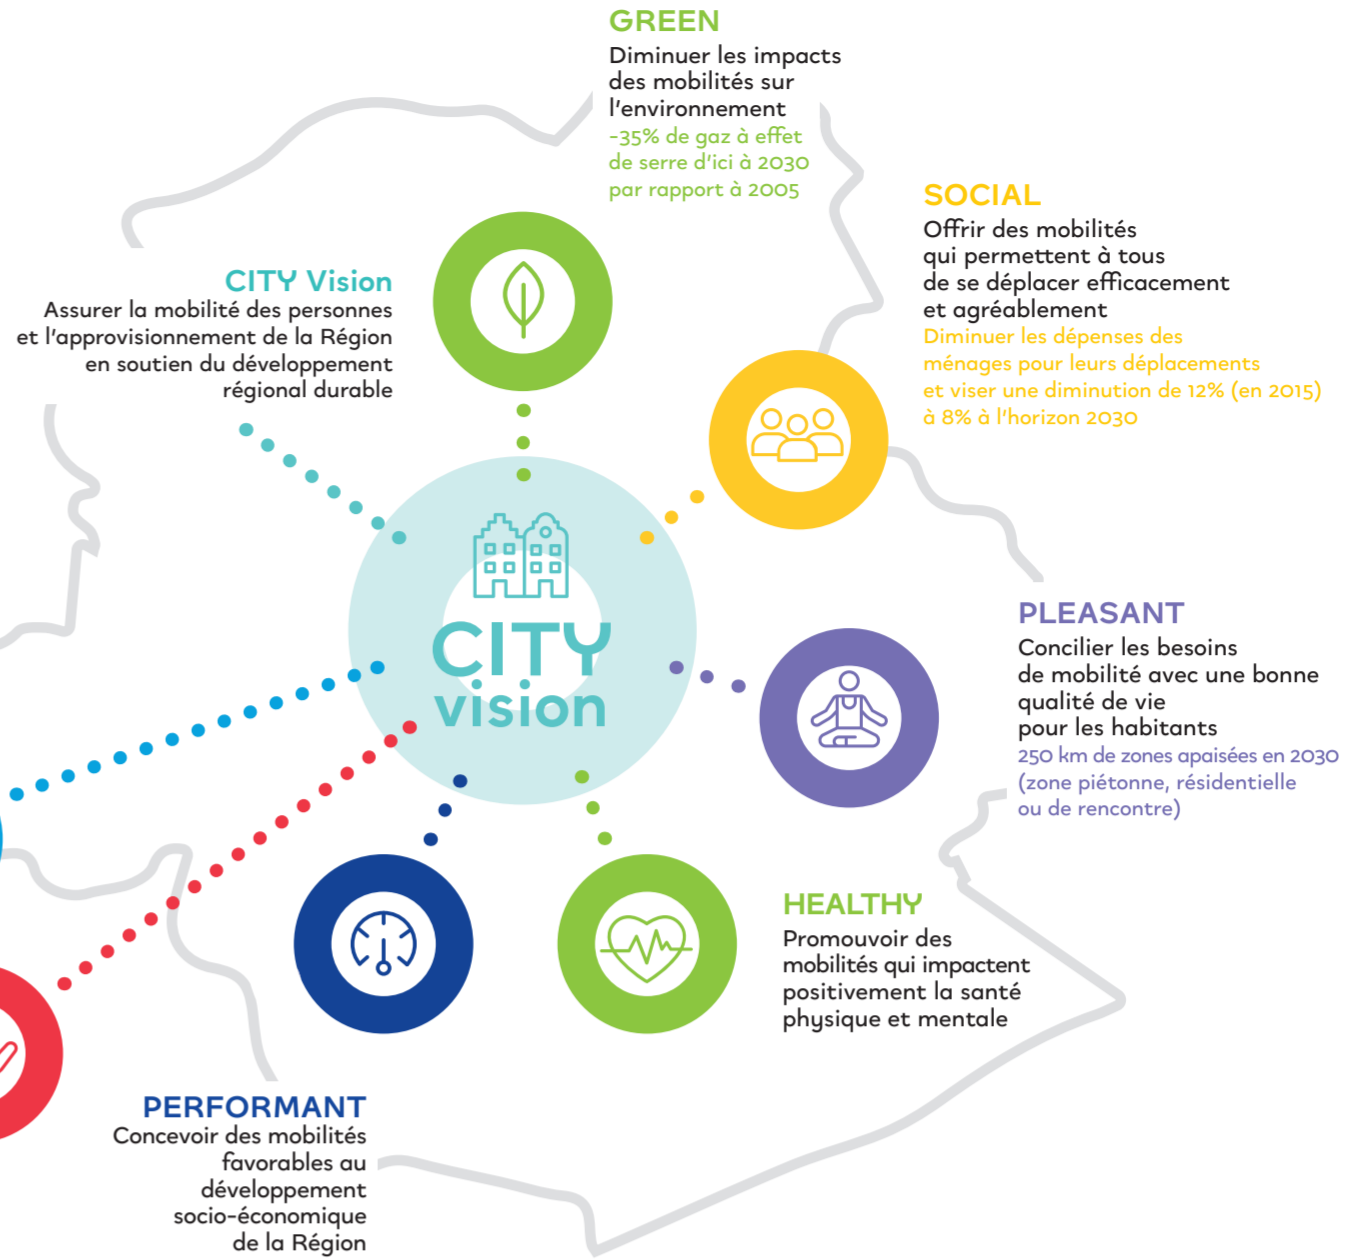 GREEN
Diminuer les impacts
des mobilités sur
l'environnement
-35% de gaz à effet
de serre d'ici à 2030
par rapport à 2005
SOCIAL
Offrir des mobilités
qui permettent à tous
de se déplacer efficacement
et agréablement
Diminuer les dépenses des
ménages pour leurs déplacements
et viser une diminution de 12% (en 2015)
à 8% à l'horizon 2030
CITY Vision
Assurer la mobilité des personnes
et l'approvisionnement de la Région
en soutien du développement
régional durable
CITY
vision
PLEASANT
Concilier les besoins
de mobilité avec une bonne
qualité de vie
pour les habitants
250 km de zones apaisées en 2030
(zone piétonne, résidentielle
ou de rencontre)
HEALTHY
Promouvoir des
mobilités qui impactent
positivement la santé
physique et mentale
PERFORMANT
Concevoir des mobilités
favorables au
développement
socio-économique
de la Région